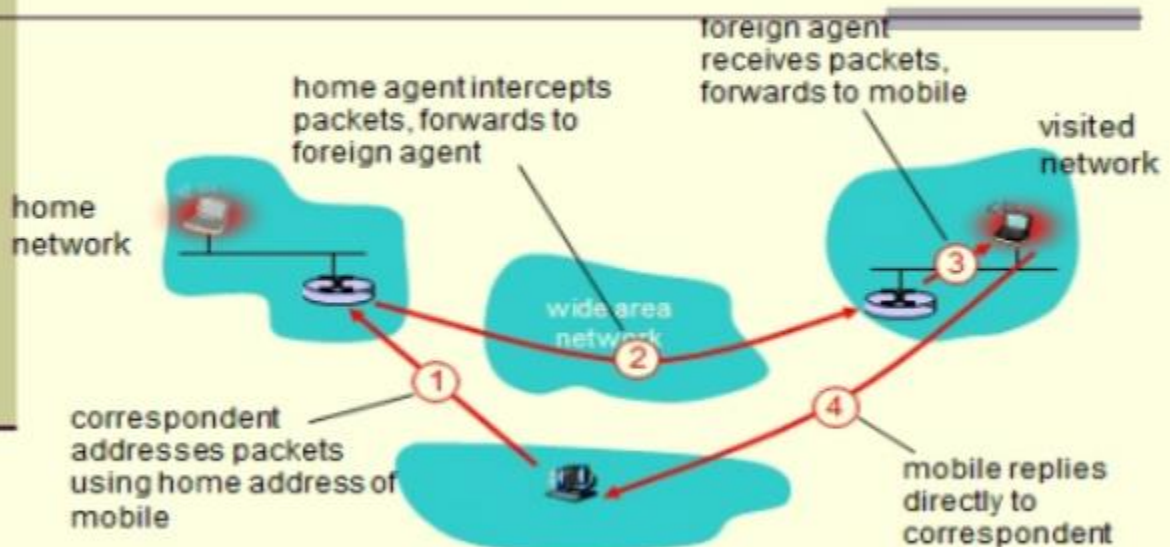 foreign agent
receives packets,
forwards to mobile
home agent intercepts
packets, forwards to
foreign agent
visited
network
home
network
wide area
network
3
2
1
4
correspondent
addresses packets
using home address of
mobile
mobile replies
directly to
correspondent